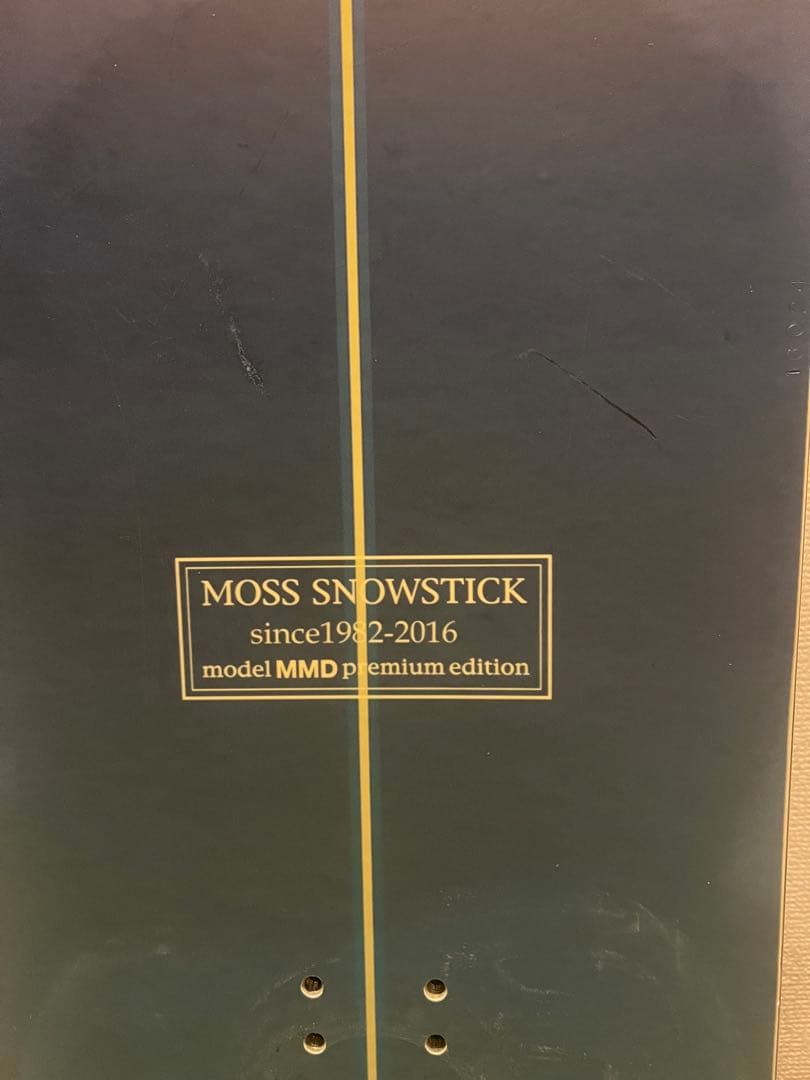 MOSS SNOWSTICK
since1982-2016
model MMD premium edition